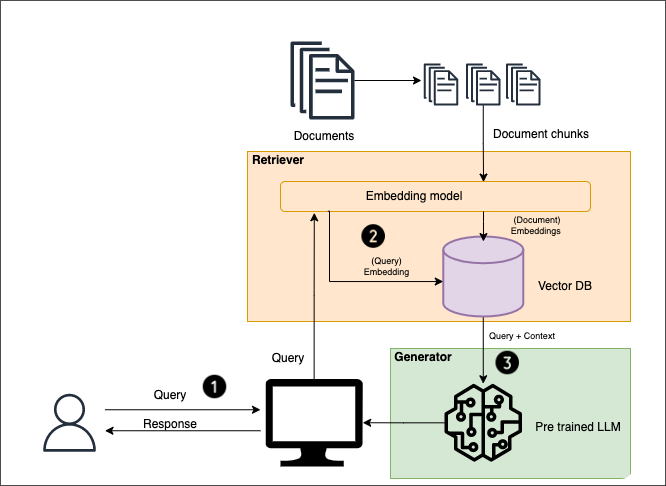 Documents
Document chunks
Retriever
Embedding model
2
(Document)
Embeddings
(Query)
Embedding
Vector DB
Query + Context
Query
Generator
3
1
Query
Response
Pre trained LLM